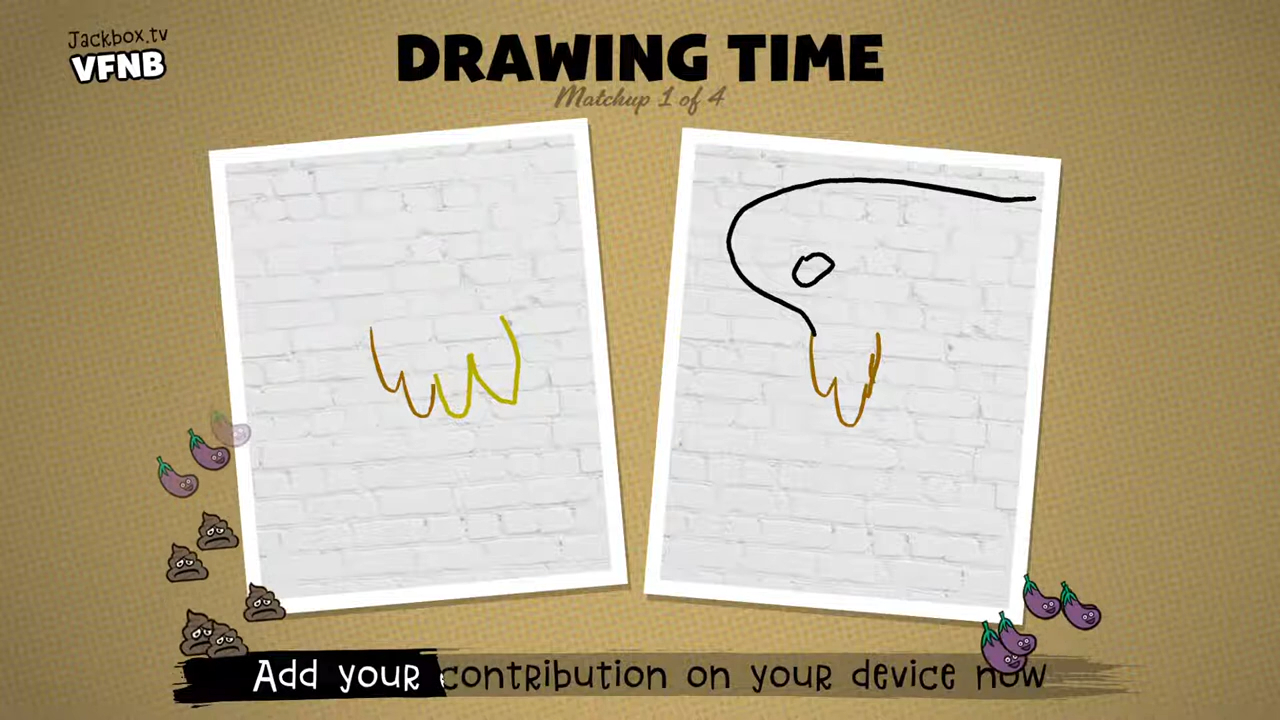 Jackbox.tv
VFNB
DRAWING TIME
Matchup 1 of 4
Add your contribution on your device now